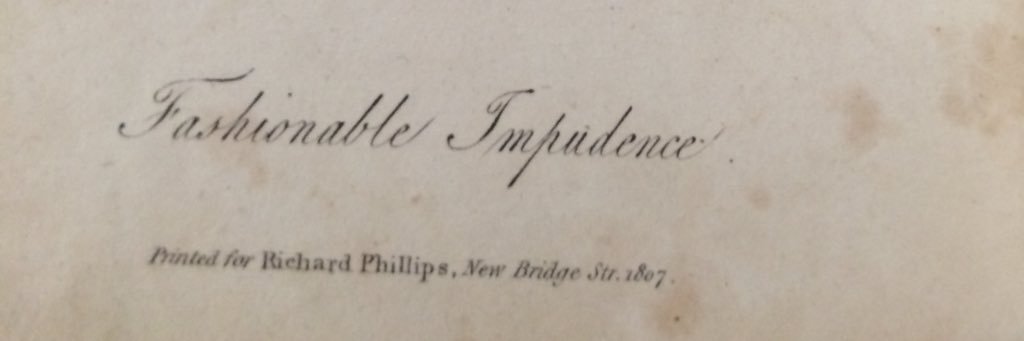 Fashionable Impudence.
Printed for Richard Phillips, New Bridge Str. 1807.